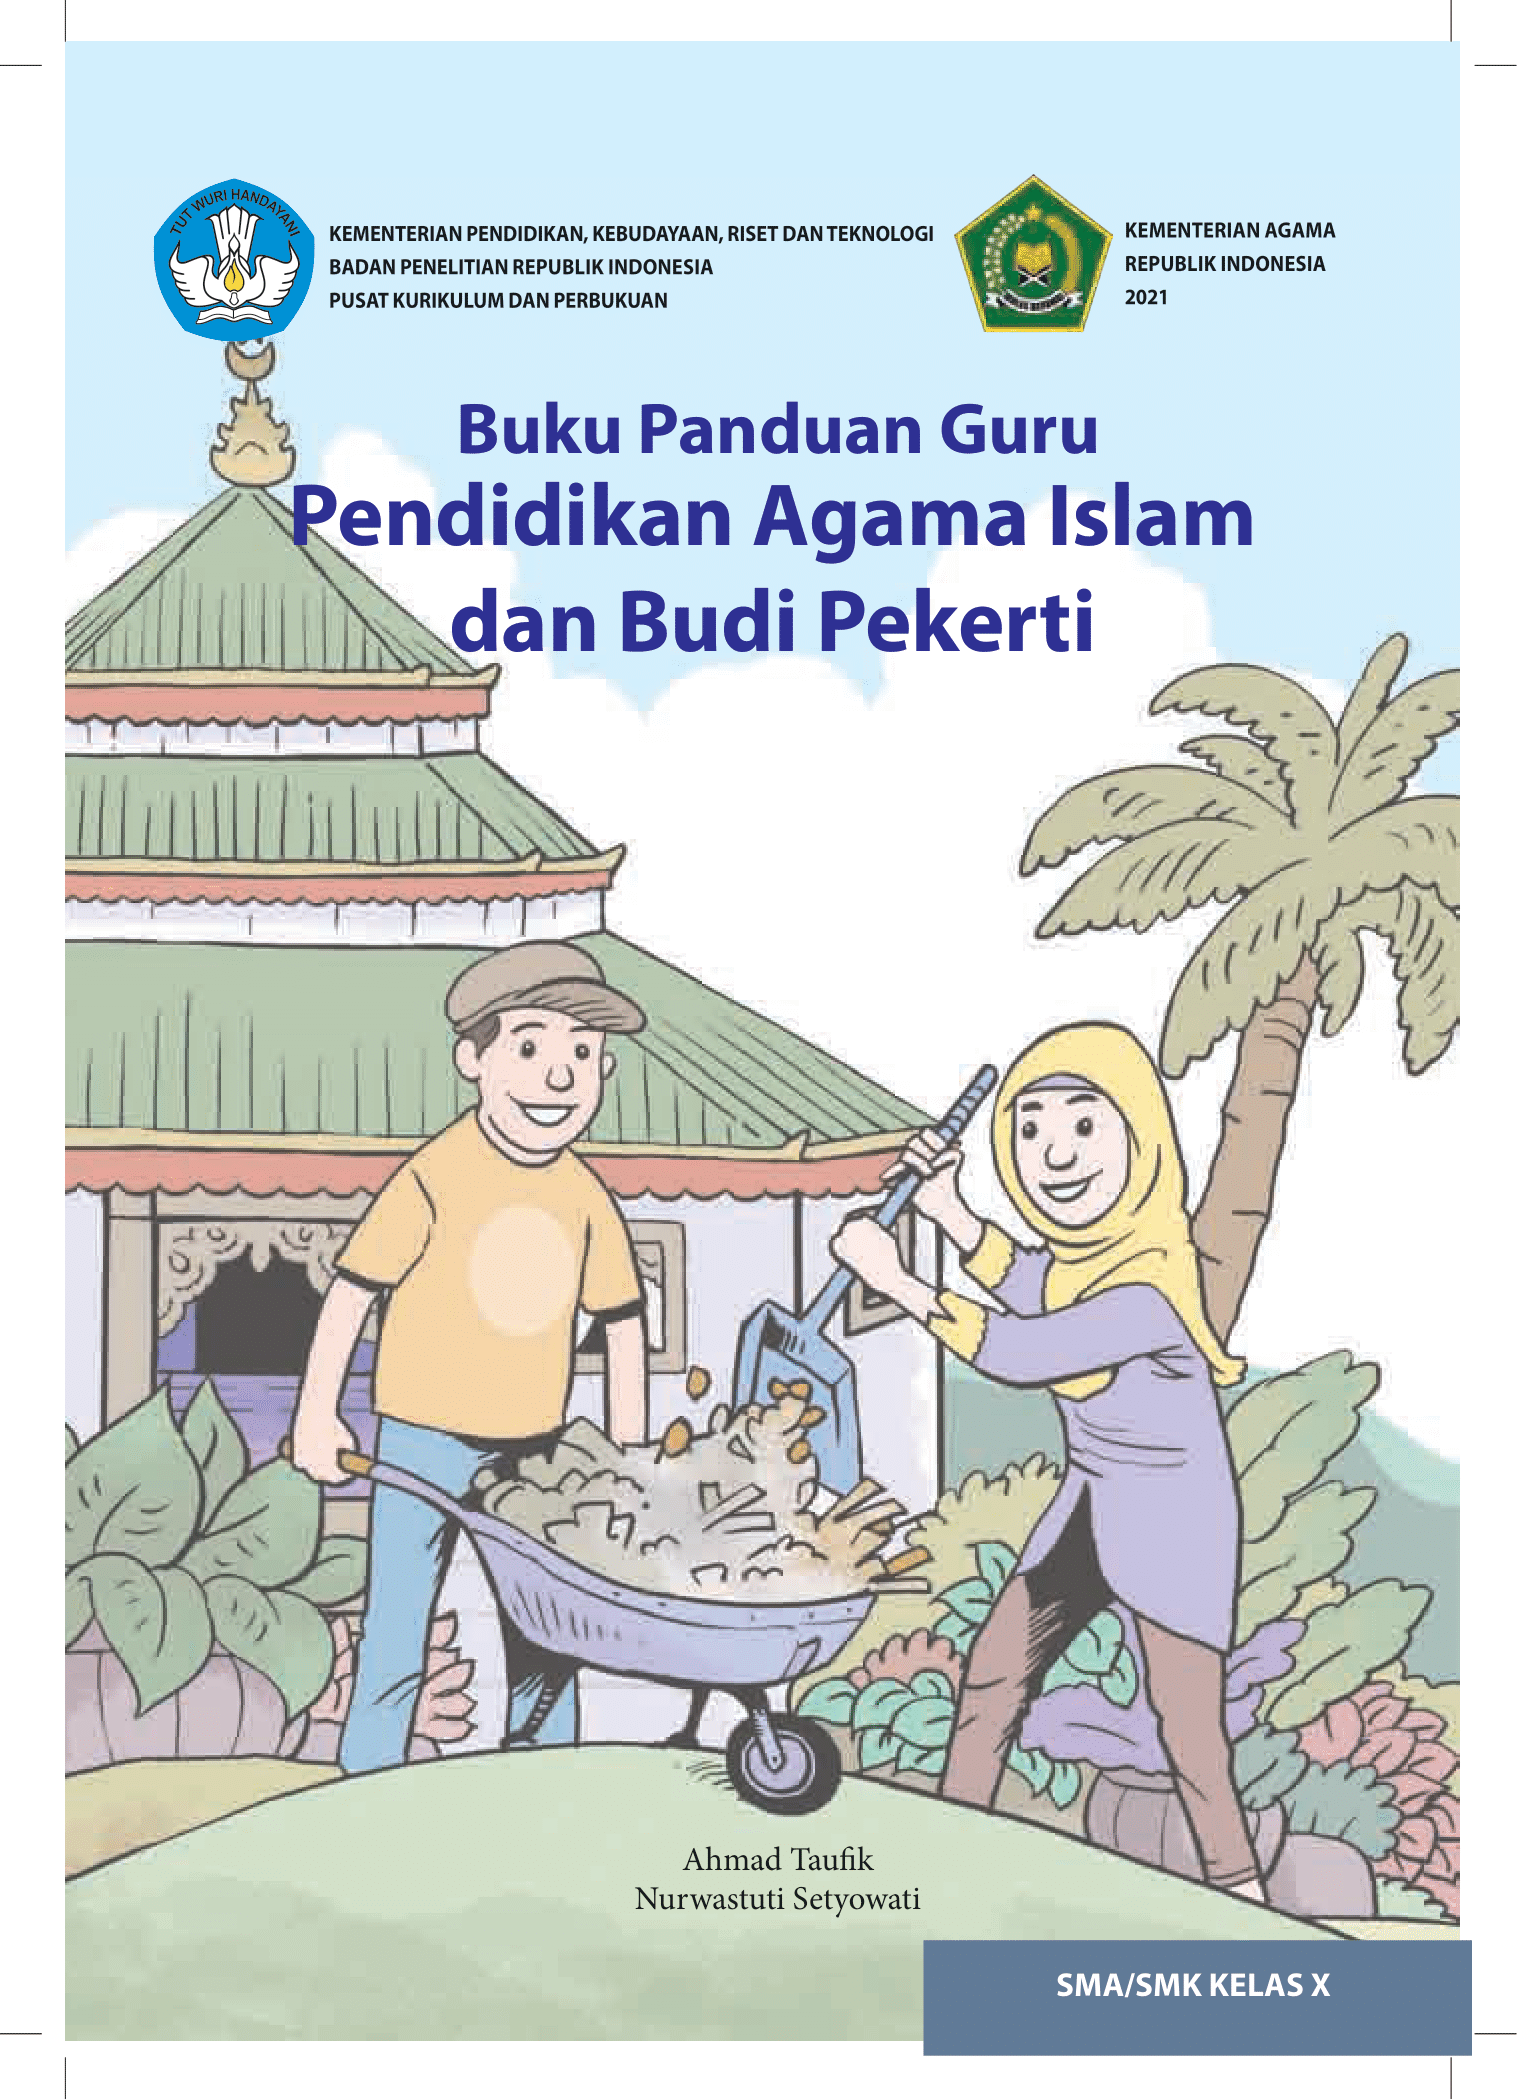 TUT WURI HANDAYANI
KEMENTERIAN PENDIDIKAN, KEBUDAYAAN, RISET DAN TEKNOLOGI
BADAN PENELITIAN REPUBLIK INDONESIA
PUSAT KURIKULUM DAN PERBUKUAN
KEMENTERIAN AGAMA
REPUBLIK INDONESIA
2021
Buku Panduan Guru
Pendidikan Agama Islam
dan Budi Pekerti
Ahmad Taufik
Nurwastuti Setyowati
SMA/SMK KELAS X